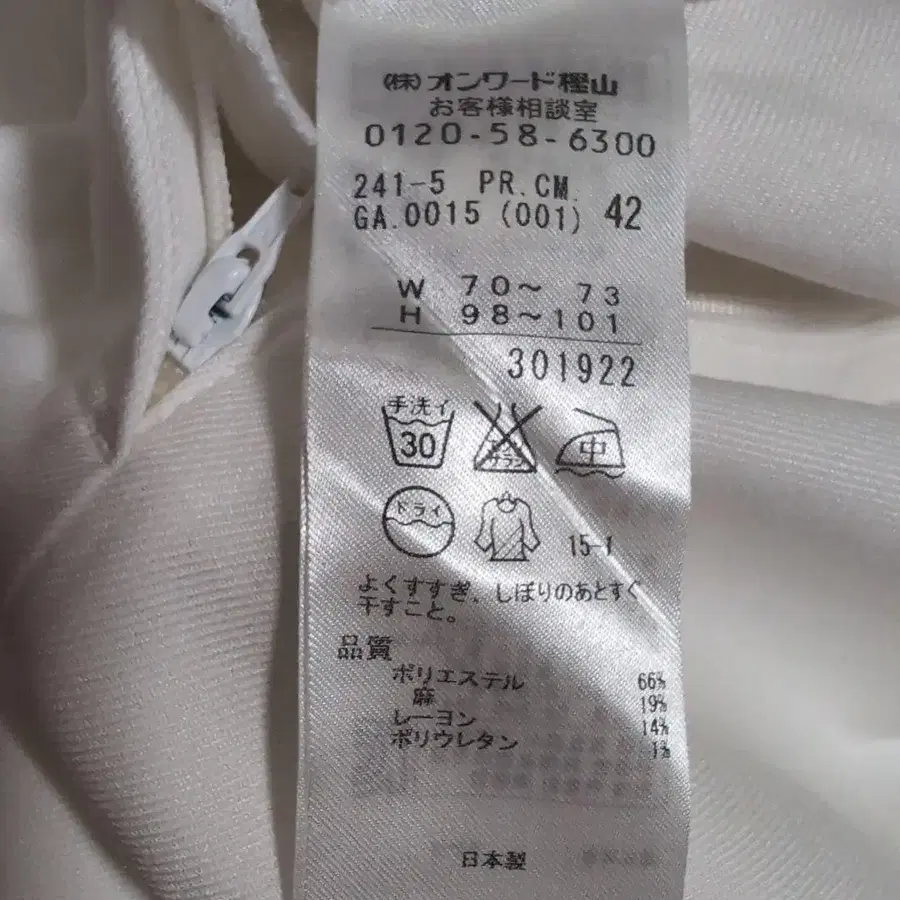 (株)オンワード樫山
お客様相談室
0120-58-6300
241-5 PR.CM.
GA.0015 (001) 42
W 70~ 73
H 98~101
301922
手洗イ
30
中
ドライ
15-1
よくすすぎ、しぼりのあとすぐ
干すこと。
品質
ポリエステル 66%
麻 19%
レーヨン 14%
ポリウレタン 1%
日本製